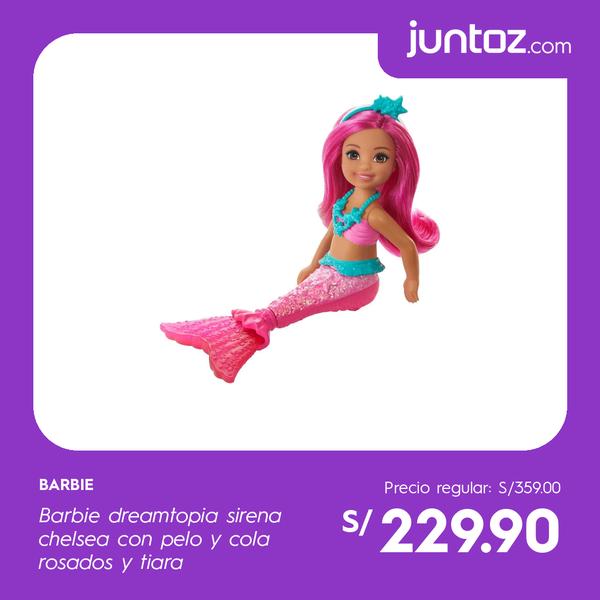 juntoz.com
BARBIE
Barbie dreamtopia sirena
chelsea con pelo y cola
rosados y tiara
Precio regular: S/359.00
S/229.90